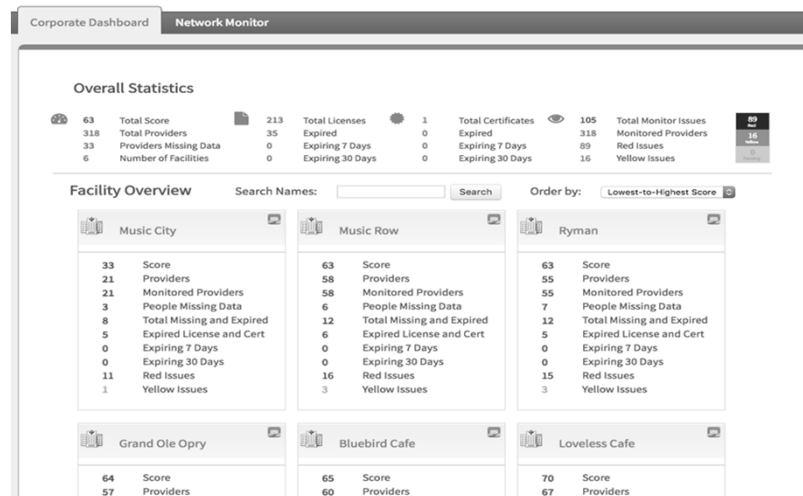 Corporate Dashboard Network Monitor
Overall Statistics
63 Total Score 213 Total Licenses 1 Total Certificates 105 Total Monitor Issues 89 Red
318 Total Providers 35 Expired 0 Expired 318 Monitored Providers 16 Yellow
33 Providers Missing Data 0 Expiring 7 Days 0 Expiring 7 Days 89 Red Issues 0
6 Number of Facilities 0 Expiring 30 Days 0 Expiring 30 Days 16 Yellow Issues
Facility Overview Search Names: Search Order by: Lowest-to-Highest Score
Music City Music Row Ryman
33 Score 63 Score 63 Score
21 Providers 58 Providers 55 Providers
21 Monitored Providers 58 Monitored Providers 55 Monitored Providers
3 People Missing Data 6 People Missing Data 7 People Missing Data
8 Total Missing and Expired 12 Total Missing and Expired 12 Total Missing and Expired
5 Expired License and Cert 6 Expired License and Cert 5 Expired License and Cert
0 Expiring 7 Days 0 Expiring 7 Days 0 Expiring 7 Days
0 Expiring 30 Days 0 Expiring 30 Days 0 Expiring 30 Days
11 Red Issues 16 Red Issues 15 Red Issues
1 Yellow Issues 3 Yellow Issues 3 Yellow Issues
Grand Ole Opry Bluebird Cafe Loveless Cafe
64 Score 65 Score 70 Score
57 Providers 60 Providers 67 Providers